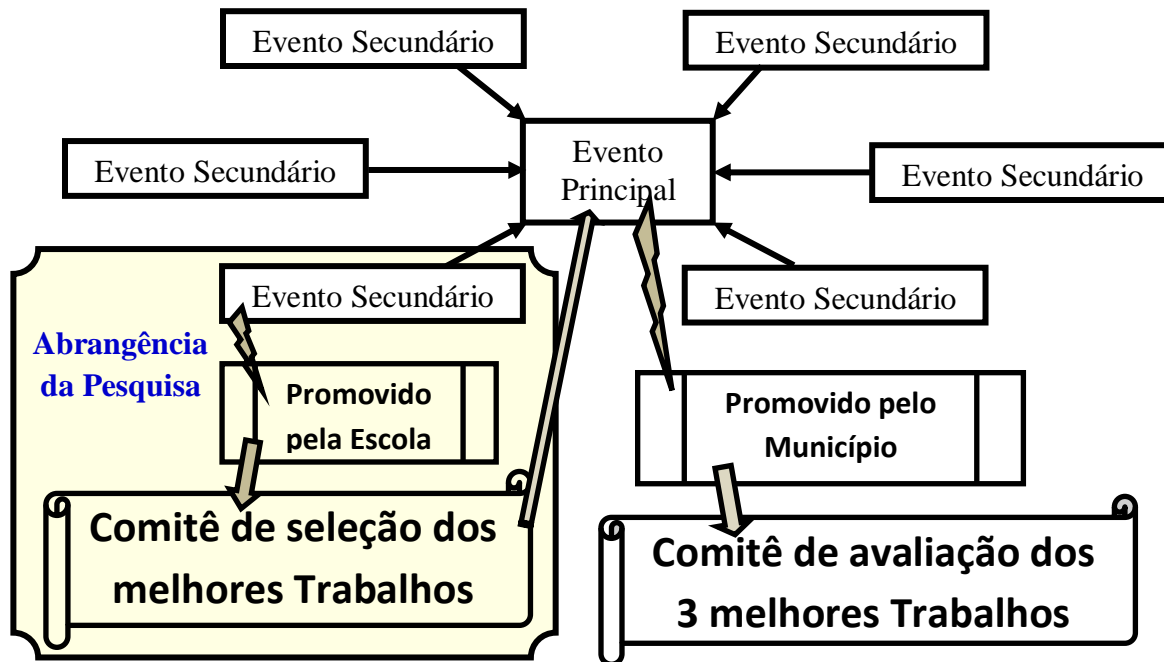 Evento Secundário
Evento Secundário
Evento
Principal
Evento Secundário
Evento Secundário
Evento Secundário
Evento Secundário
Abrangência
da Pesquisa
Promovido
pela Escola
Promovido pelo
Município
Comitê de seleção dos
melhores Trabalhos
Comitê de avaliação dos
3 melhores Trabalhos